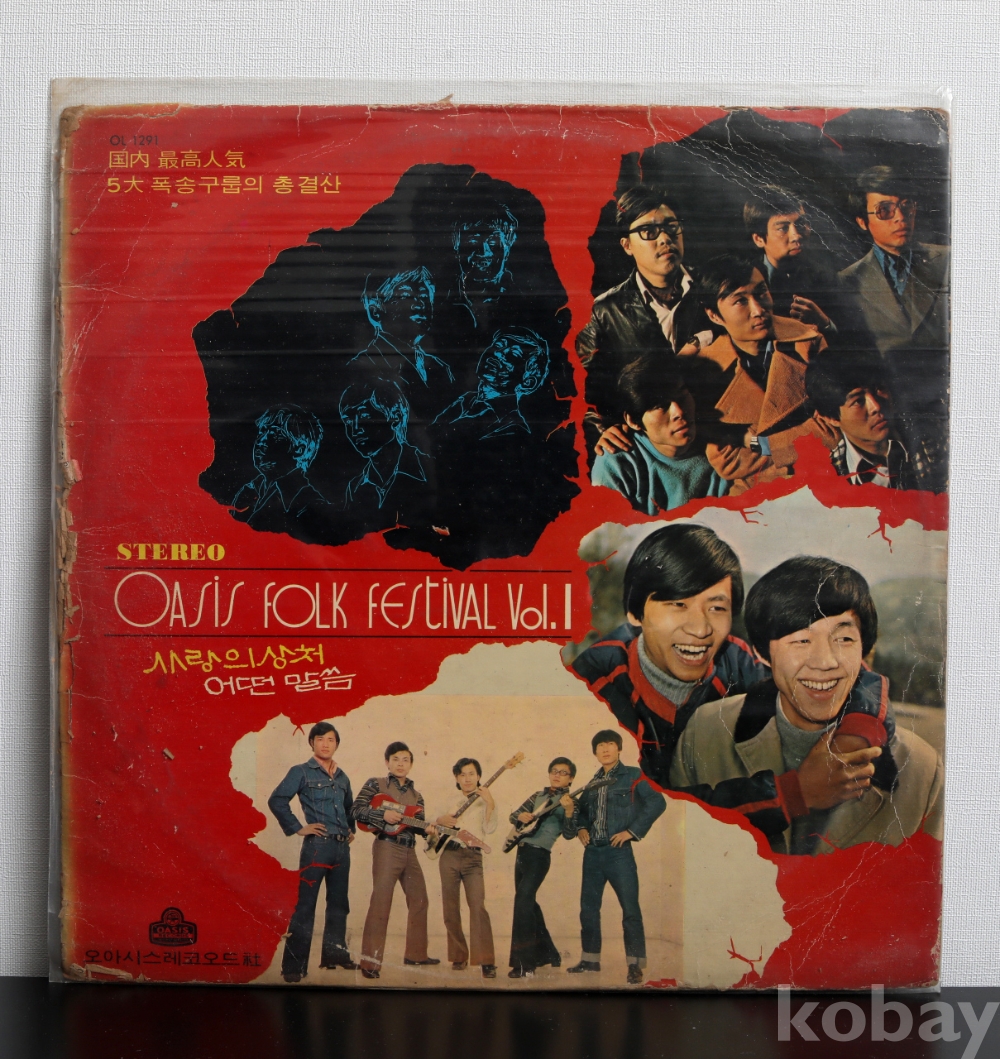 OL 1291
国内 最高人気
5大 폭송구룹의 총결산
STEREO
OASIS FOLK FESTIVAL VOL.1
사랑의상처
어떤 말씀
OASIS
오아시스레코오드社
kobay